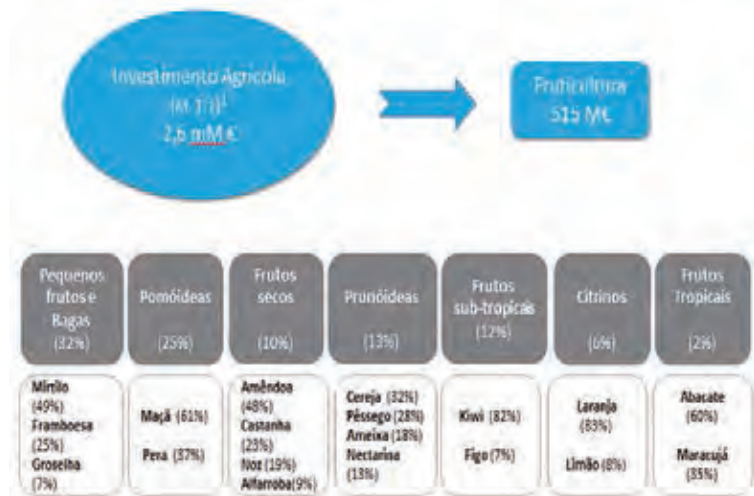 Investimento Agrícola
2,6 mM €
Fruticultura
515 M€
Pequenos
frutos e
Bagas
(32%)
Pomóideas
(25%)
Frutos
secos
(10%)
Prunóideas
(13%)
Frutos
sub-tropicais
(12%)
Citrinos
(6%)
Frutos
Tropicais
(2%)
Mirtilo
(49%)
Framboesa
(25%)
Groselha
(7%)
Maçã (61%)
Pera (37%)
Amêndoa
(48%)
Castanha
(23%)
Noz (19%)
Alfarroba(9%)
Cereja (32%)
Pêssego (28%)
Ameixa (18%)
Nectarina
(13%)
Kiwi (82%)
Figo (7%)
Laranja
(83%)
Limão (8%)
Abacate
(60%)
Maracujá
(35%)